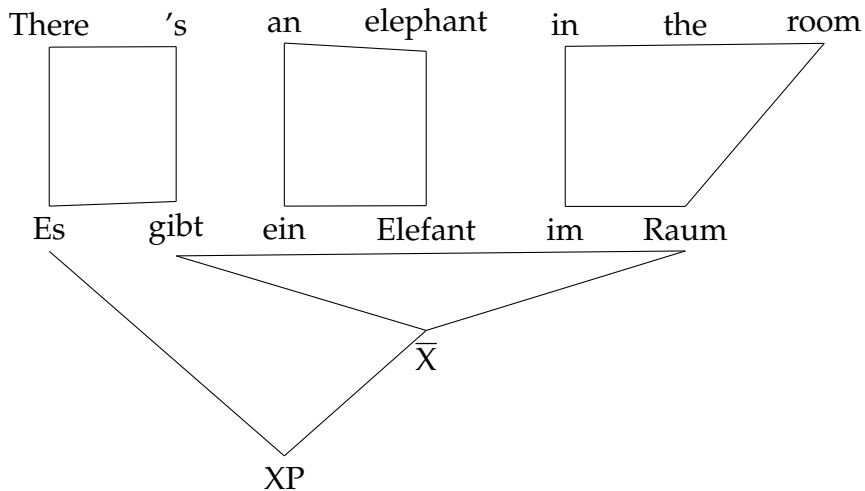 There 's an elephant in the room
Es gibt ein Elefant im Raum
X̅
XP